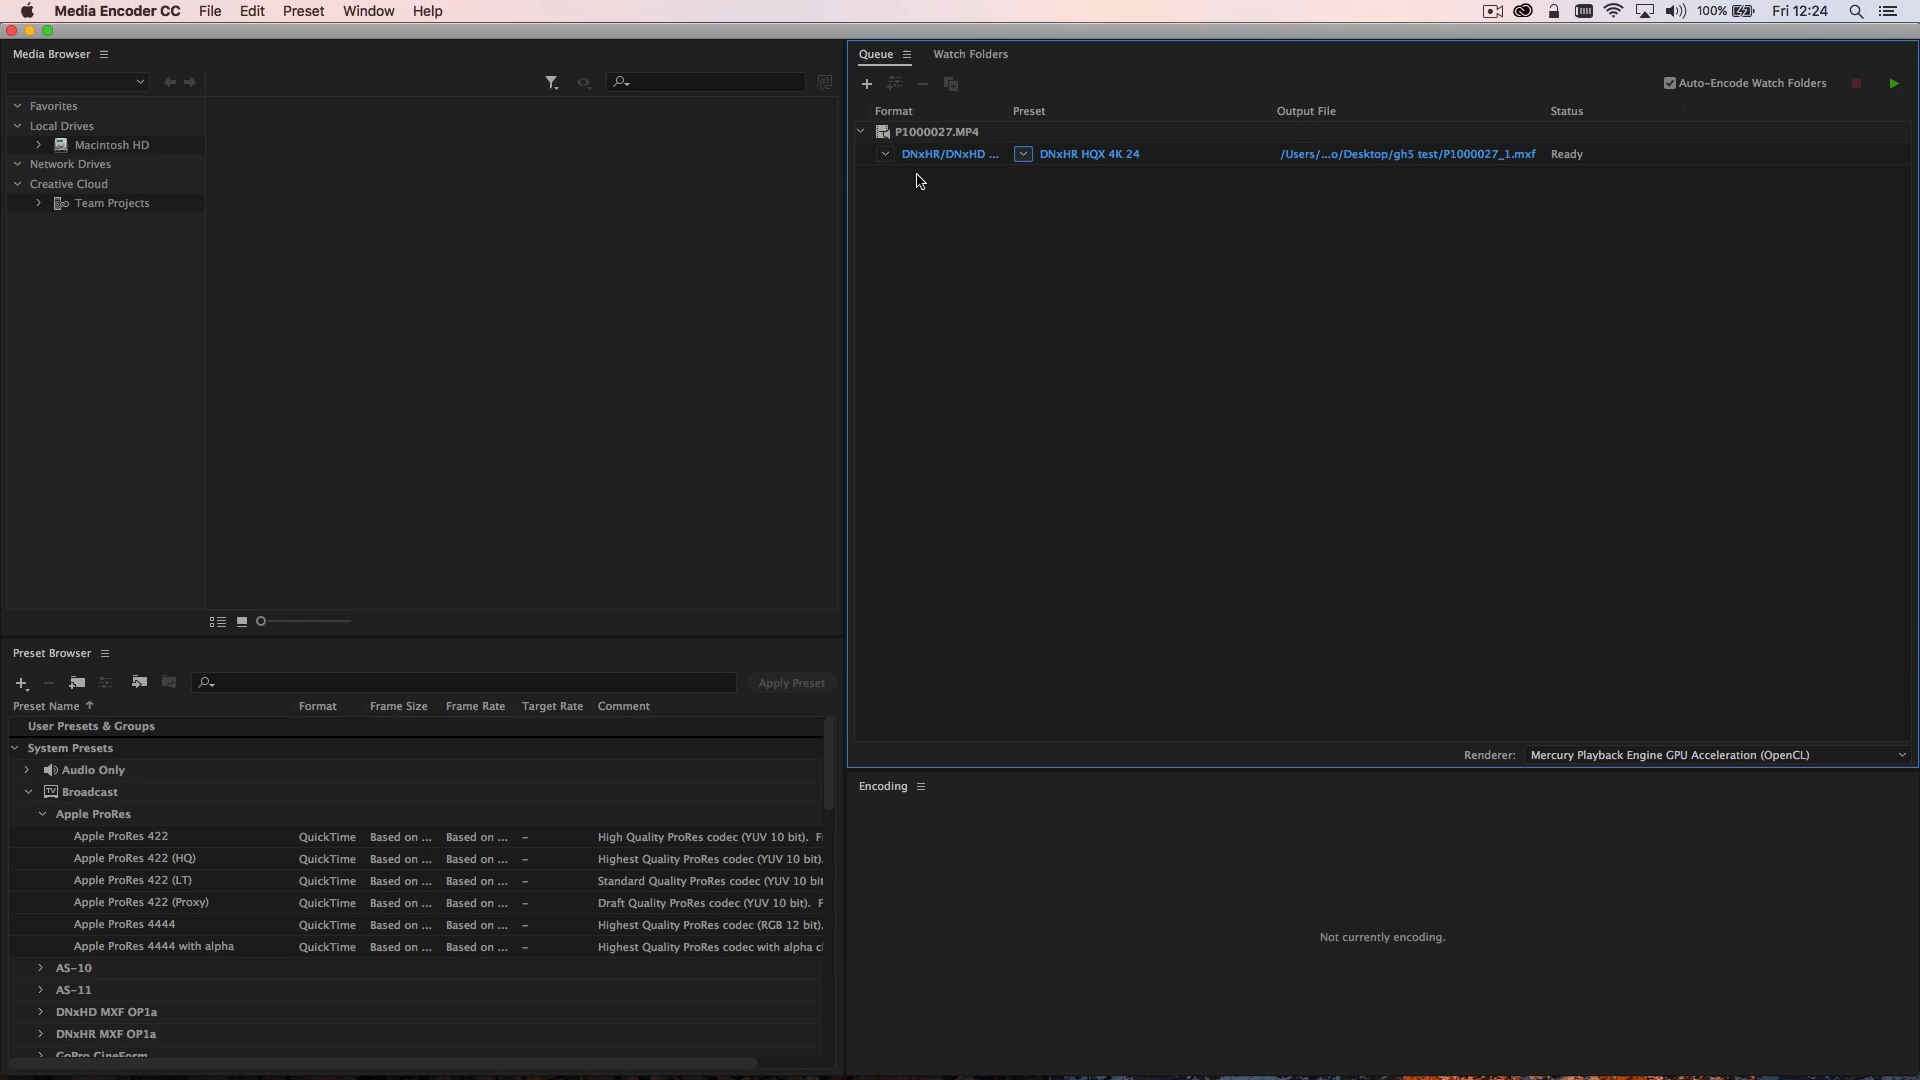 Media Encoder CC File Edit Preset Window Help 100% Fri 12:24
Media Browser
Favorites
Local Drives
Macintosh HD
Network Drives
Creative Cloud
Team Projects
Queue Watch Folders
Auto-Encode Watch Folders
Format Preset Output File Status
P1000027.MP4
DNxHR/DNxHD ... DNxHR HQX 4K 24 /Users/...o/Desktop/gh5 test/P1000027_1.mxf Ready
Renderer: Mercury Playback Engine GPU Acceleration (OpenCL)
Preset Browser
Apply Preset
Preset Name Format Frame Size Frame Rate Target Rate Comment
User Presets & Groups
System Presets
Audio Only
TV Broadcast
Apple ProRes
Apple ProRes 422 QuickTime Based on ... Based on ... - High Quality ProRes codec (YUV 10 bit). F
Apple ProRes 422 (HQ) QuickTime Based on ... Based on ... - Highest Quality ProRes codec (YUV 10 bit).
Apple ProRes 422 (LT) QuickTime Based on ... Based on ... - Standard Quality ProRes codec (YUV 10 bit
Apple ProRes 422 (Proxy) QuickTime Based on ... Based on ... - Draft Quality ProRes codec (YUV 10 bit). F
Apple ProRes 4444 QuickTime Based on ... Based on ... - Highest Quality ProRes codec (RGB 12 bit).
Apple ProRes 4444 with alpha QuickTime Based on ... Based on ... - Highest Quality ProRes codec with alpha c
AS-10
AS-11
DNxHD MXF OP1a
DNxHR MXF OP1a
GoPro CineForm
Encoding
Not currently encoding.